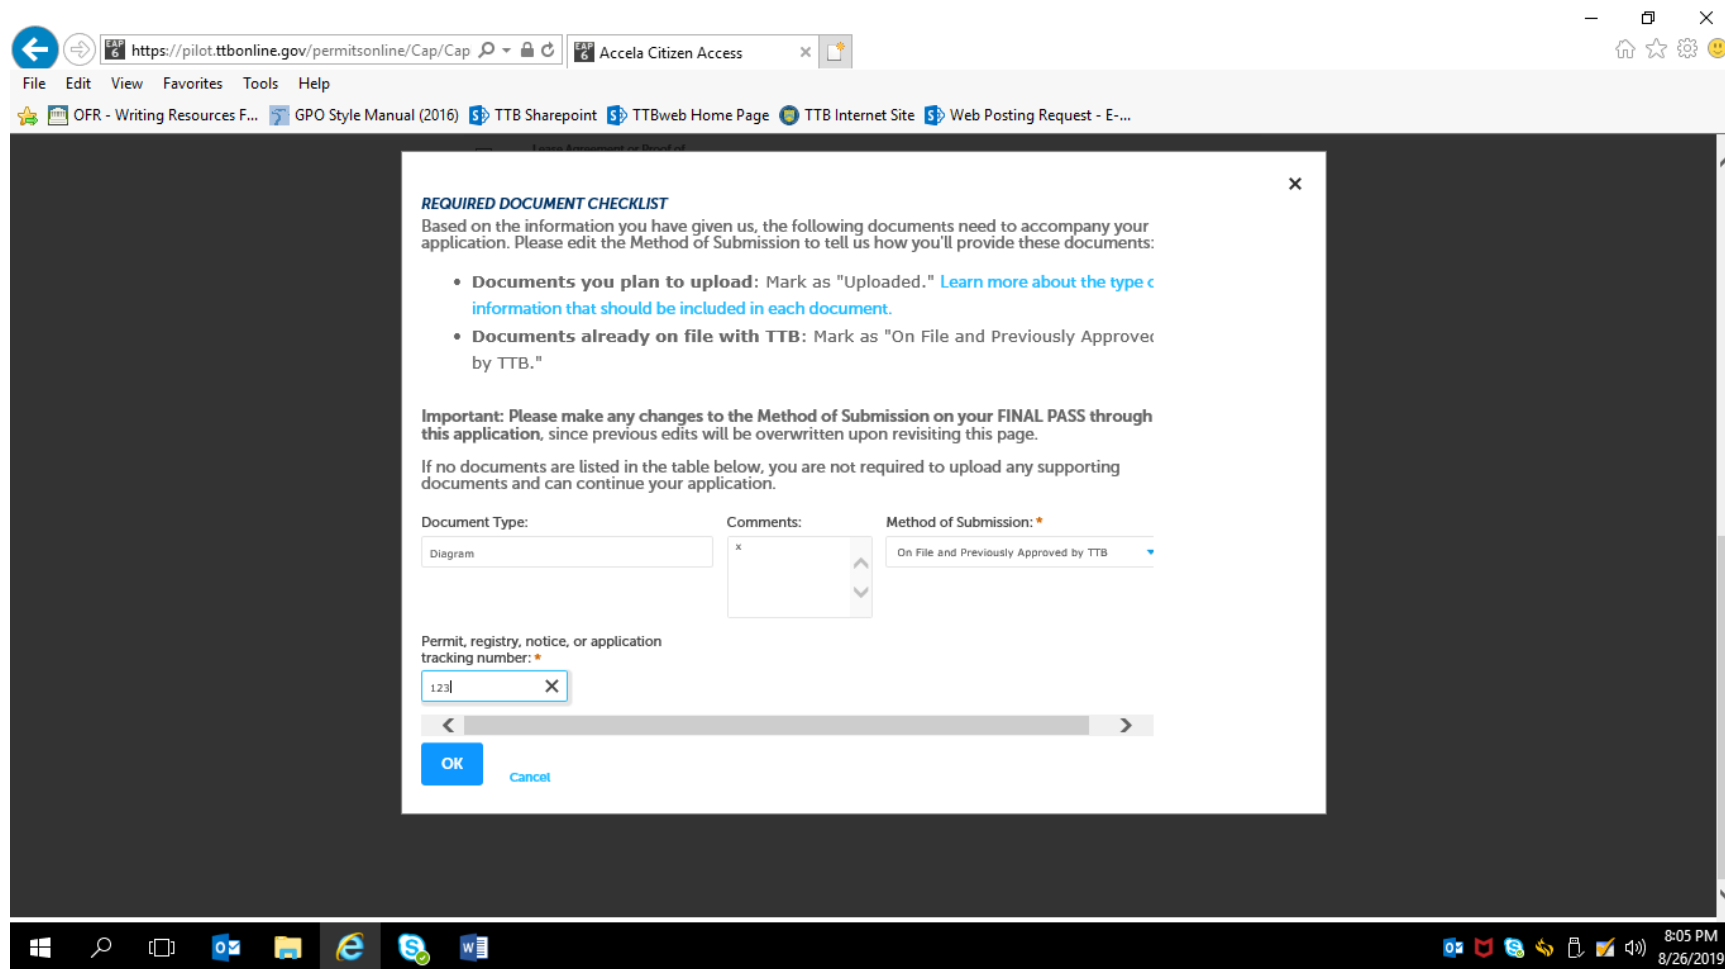 https://pilot.ttbonline.gov/permitsonline/Cap/Cap
Accela Citizen Access
File Edit View Favorites Tools Help
OFR - Writing Resources F... GPO Style Manual (2016) TTB Sharepoint TTBweb Home Page TTB Internet Site Web Posting Request - E-...
Lease Agreement or Proof of
REQUIRED DOCUMENT CHECKLIST
Based on the information you have given us, the following documents need to accompany your
application. Please edit the Method of Submission to tell us how you'll provide these documents:
• Documents you plan to upload: Mark as "Uploaded." Learn more about the type
information that should be included in each document.
• Documents already on file with TTB: Mark as "On File and Previously Approved
by TTB."
Important: Please make any changes to the Method of Submission on your FINAL PASS through
this application, since previous edits will be overwritten upon revisiting this page.
If no documents are listed in the table below, you are not required to upload any supporting
documents and can continue your application.
Document Type: Comments: Method of Submission: *
Diagram x On File and Previously Approved by TTB
Permit, registry, notice, or application
tracking number: *
123
OK
Cancel
8:05 PM
8/26/2019